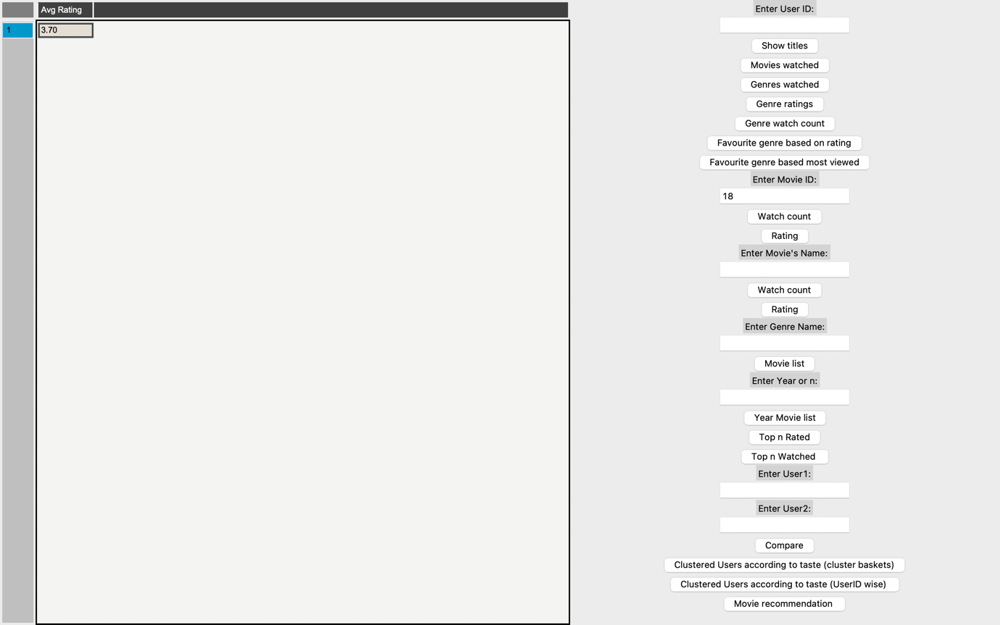 Avg Rating
1
3.70
Enter User ID:
Show titles
Movies watched
Genres watched
Genre ratings
Genre watch count
Favourite genre based on rating
Favourite genre based most viewed
Enter Movie ID:
18
Watch count
Rating
Enter Movie's Name:
Watch count
Rating
Enter Genre Name:
Movie list
Enter Year or n:
Year Movie list
Top n Rated
Top n Watched
Enter User1:
Enter User2:
Compare
Clustered Users according to taste (cluster baskets)
Clustered Users according to taste (UserID wise)
Movie recommendation